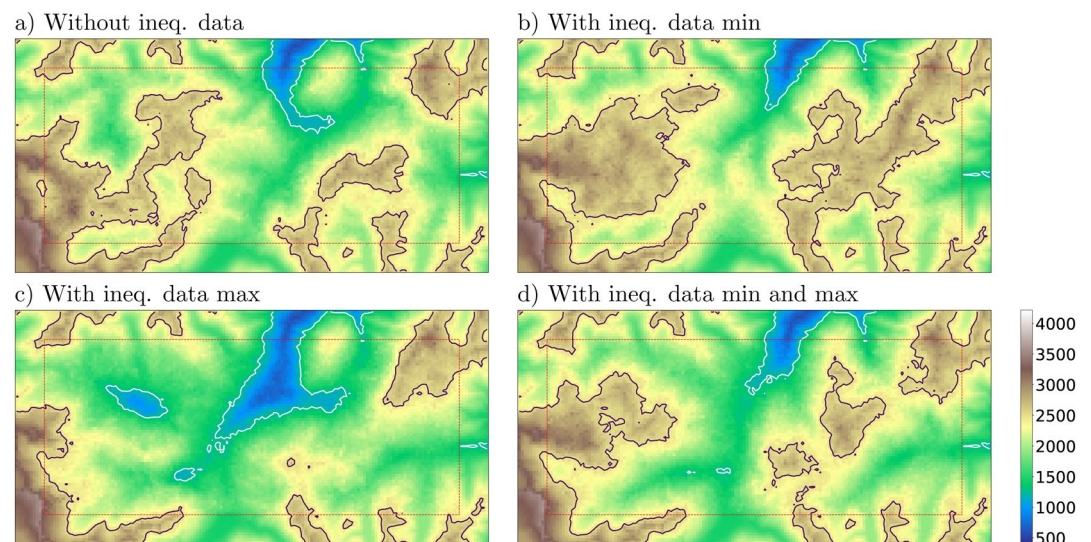 a) Without ineq. data
b) With ineq. data min
c) With ineq. data max
d) With ineq. data min and max
4000
3500
3000
2500
2000
1500
1000
500